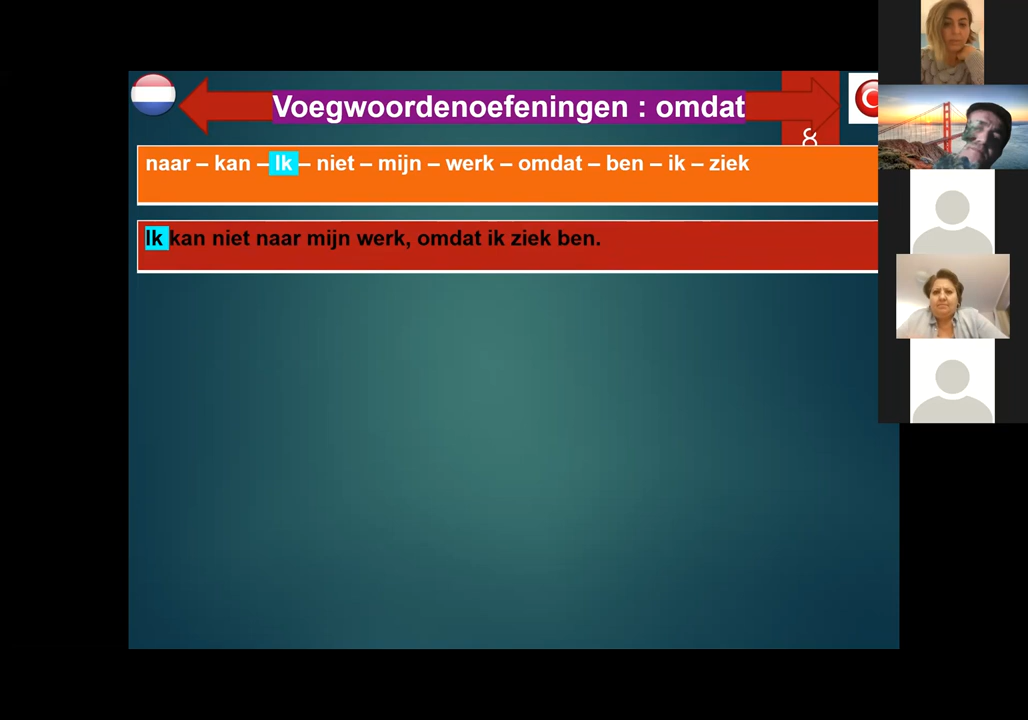 Voegwoordenoefeningen : omdat
naar – kan – Ik – niet – mijn – werk – omdat – ben – ik – ziek
Ik kan niet naar mijn werk, omdat ik ziek ben.